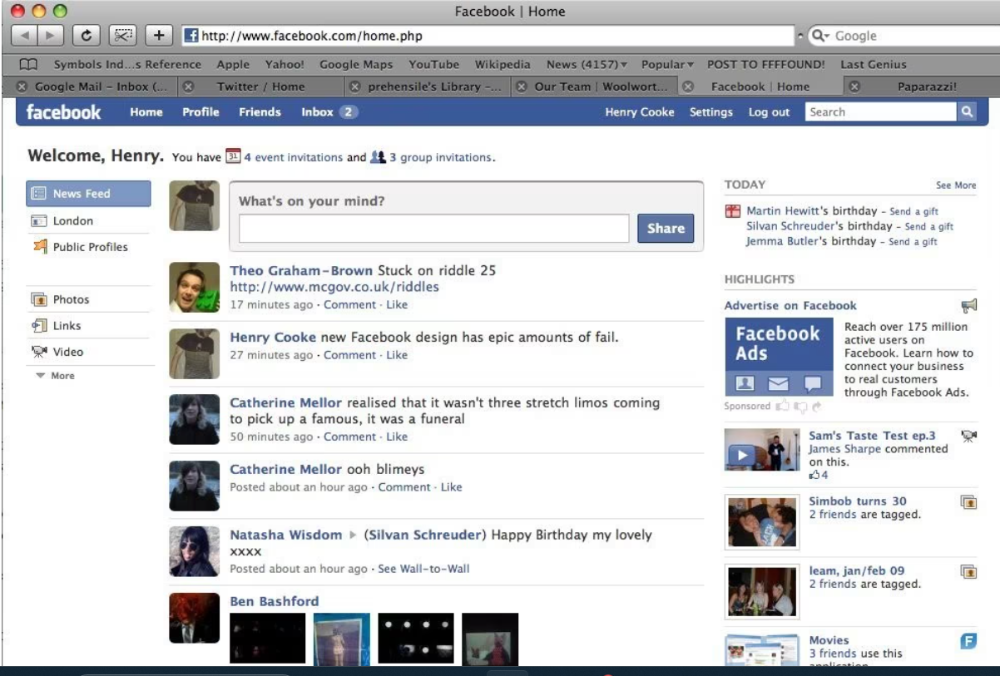 Facebook | Home
http://www.facebook.com/home.php
Google
Symbols Ind...s Reference Apple Yahoo! Google Maps YouTube Wikipedia News (4157)▾ Popular▾ POST TO FFFFOUND! Last Genius
Google Mail – Inbox (... Twitter / Home prehensile's Library –... Our Team | Woolwort... Facebook | Home Paparazzi!
facebook Home Profile Friends Inbox 2 Henry Cooke Settings Log out Search
Welcome, Henry. You have 31 4 event invitations and 3 group invitations.
News Feed
London
Public Profiles
Photos
Links
Video
More
What's on your mind?
Share
Theo Graham-Brown Stuck on riddle 25
http://www.mcgov.co.uk/riddles
17 minutes ago · Comment · Like
Henry Cooke new Facebook design has epic amounts of fail.
27 minutes ago · Comment · Like
Catherine Mellor realised that it wasn't three stretch limos coming
to pick up a famous, it was a funeral
50 minutes ago · Comment · Like
Catherine Mellor ooh blimeys
Posted about an hour ago · Comment · Like
Natasha Wisdom ▸ (Silvan Schreuder) Happy Birthday my lovely
xxxx
Posted about an hour ago · See Wall-to-Wall
Ben Bashford
TODAY See More
Martin Hewitt's birthday – Send a gift
Silvan Schreuder's birthday – Send a gift
Jemma Butler's birthday – Send a gift
HIGHLIGHTS
Advertise on Facebook
Facebook
Ads
Reach over 175 million
active users on
Facebook. Learn how to
connect your business
to real customers
through Facebook Ads.
Sponsored
Sam's Taste Test ep.3
James Sharpe commented
on this.
4
Simbob turns 30
2 friends are tagged.
leam, jan/feb 09
2 friends are tagged.
Movies
F
3 friends use this
application.